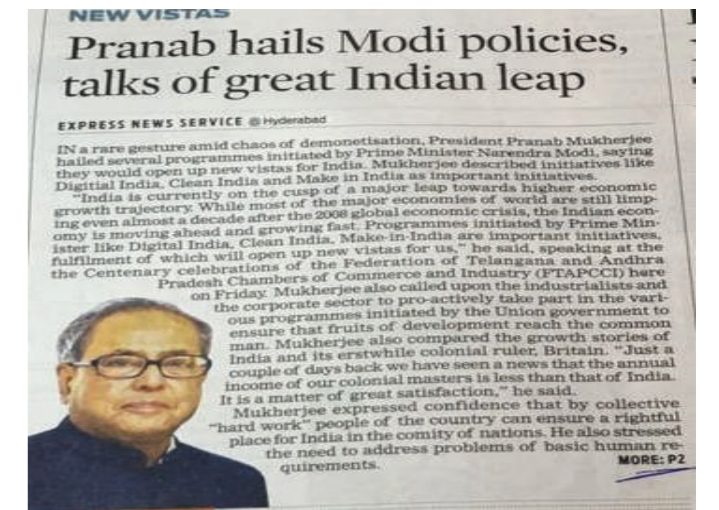 NEW VISTAS
Pranab hails Modi policies,
talks of great Indian leap
EXPRESS NEWS SERVICE @ Hyderabad
IN a rare gesture amid chaos of demonetisation, President Pranab Mukherjee
hailed several programmes initiated by Prime Minister Narendra Modi, saying
they would open up new vistas for India. Mukherjee described initiatives like
Digitial India, Clean India and Make in India as important initiatives.
"India is currently on the cusp of a major leap towards higher economic
growth trajectory. While most of the major economies of world are still limp-
ing even almost a decade after the 2008 global economic crisis, the Indian econ-
omy is moving ahead and growing fast. Programmes initiated by Prime Min-
ister like Digital India, Clean India, Make-in-India are important initiatives,
fulfilment of which will open up new vistas for us," he said, speaking at the
the Centenary celebrations of the Federation of Telangana and Andhra
Pradesh Chambers of Commerce and Industry (FTAPCCI) here
on Friday. Mukherjee also called upon the industrialists and
the corporate sector to pro-actively take part in the vari-
ous programmes initiated by the Union government to
ensure that fruits of development reach the common
man. Mukherjee also compared the growth stories of
India and its erstwhile colonial ruler, Britain. "Just a
couple of days back we have seen a news that the annual
income of our colonial masters is less than that of India.
It is a matter of great satisfaction," he said.
Mukherjee expressed confidence that by collective
"hard work" people of the country can ensure a rightful
place for India in the comity of nations. He also stressed
the need to address problems of basic human re-
quirements.
MORE: P2